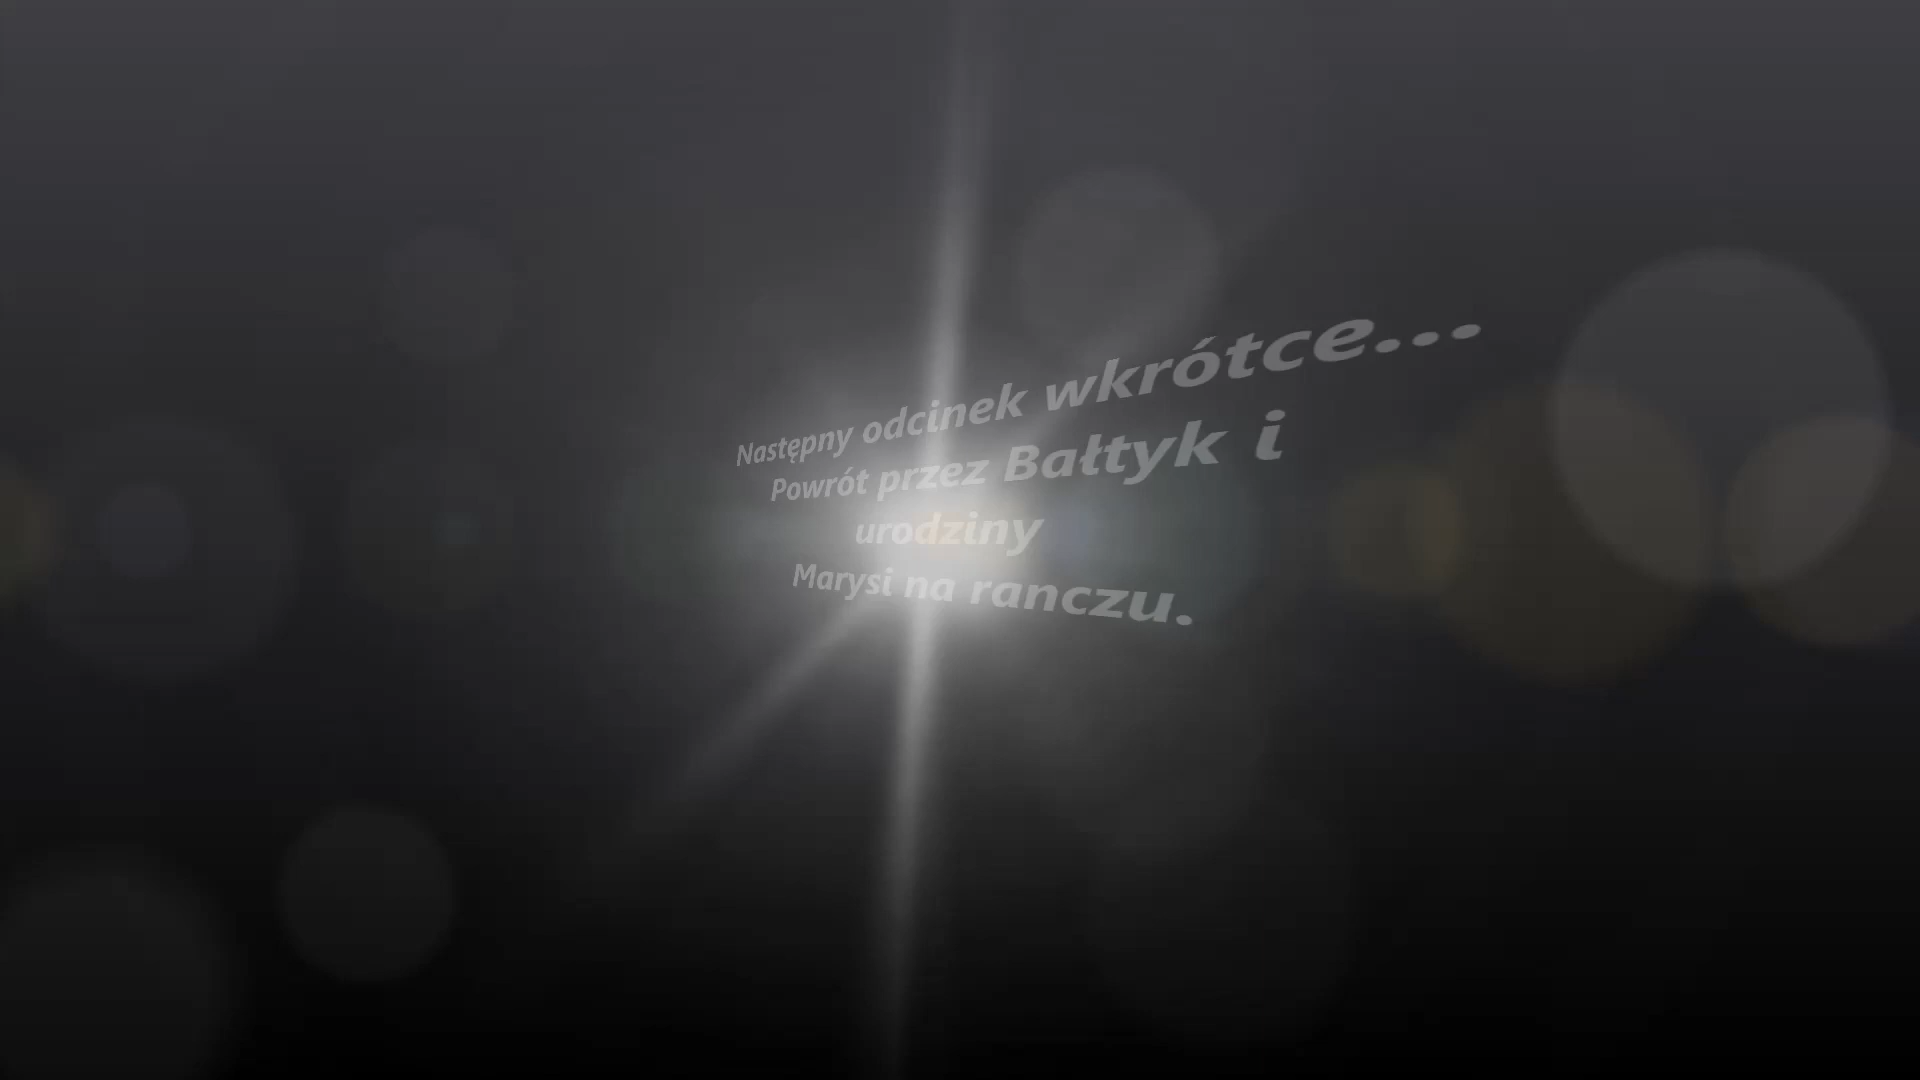 Następny odcinek wkrótce...
Powrót przez Bałtyk i
urodziny
Marysi na ranczu.